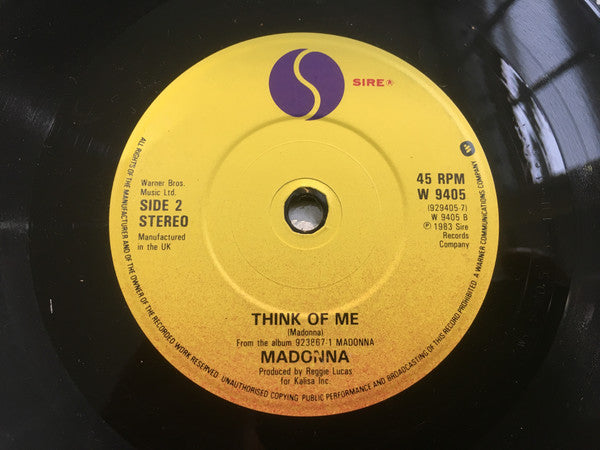 SIRE®
Warner Bros.
Music Ltd.
SIDE 2
STEREO
Manufactured
in the UK
45 RPM
W 9405
(929405-7)
W 9405 B
℗ 1983 Sire
Records
Company
THINK OF ME
(Madonna)
From the album 923867-1 MADONNA
MADONNA
Produced by Reggie Lucas
for Kalisa Inc
ALL RIGHTS OF THE MANUFACTURER AND OF THE OWNER OF THE RECORDED WORK RESERVED. UNAUTHORISED COPYING PUBLIC PERFORMANCE AND BROADCASTING OF THIS RECORD PROHIBITED. A WARNER COMMUNICATIONS COMPANY